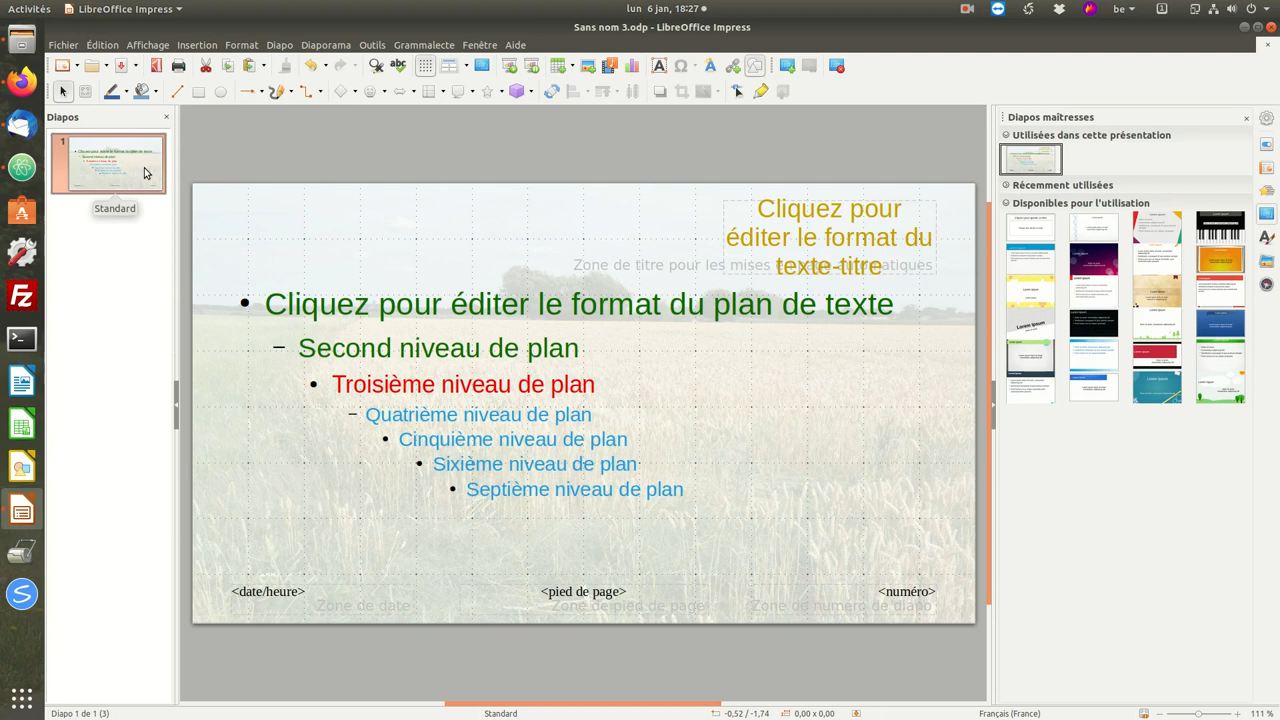 Activités
LibreOffice Impress
lun 6 jan, 18:27
be
Sans nom 3.odp - LibreOffice Impress
Fichier Édition Affichage Insertion Format Diapo Diaporama Outils Grammalecte Fenêtre Aide
Diapos
1
Standard
Cliquez pour
éditer le format du
texte-titre
Zone de titre pour les
Cliquez pour éditer le format du plan de texte
Second niveau de plan
Troisième niveau de plan
Quatrième niveau de plan
Cinquième niveau de plan
Sixième niveau de plan
Septième niveau de plan
<date/heure>
<pied de page>
<numéro>
Zone de date
Zone de pied de page
Zone de numéro de diapo
Diapos maîtresses
Utilisées dans cette présentation
Récemment utilisées
Disponibles pour l'utilisation
Diapo 1 de 1 (3)
Standard
-0,52 / -1,74
0,00 x 0,00
Français (France)
111 %